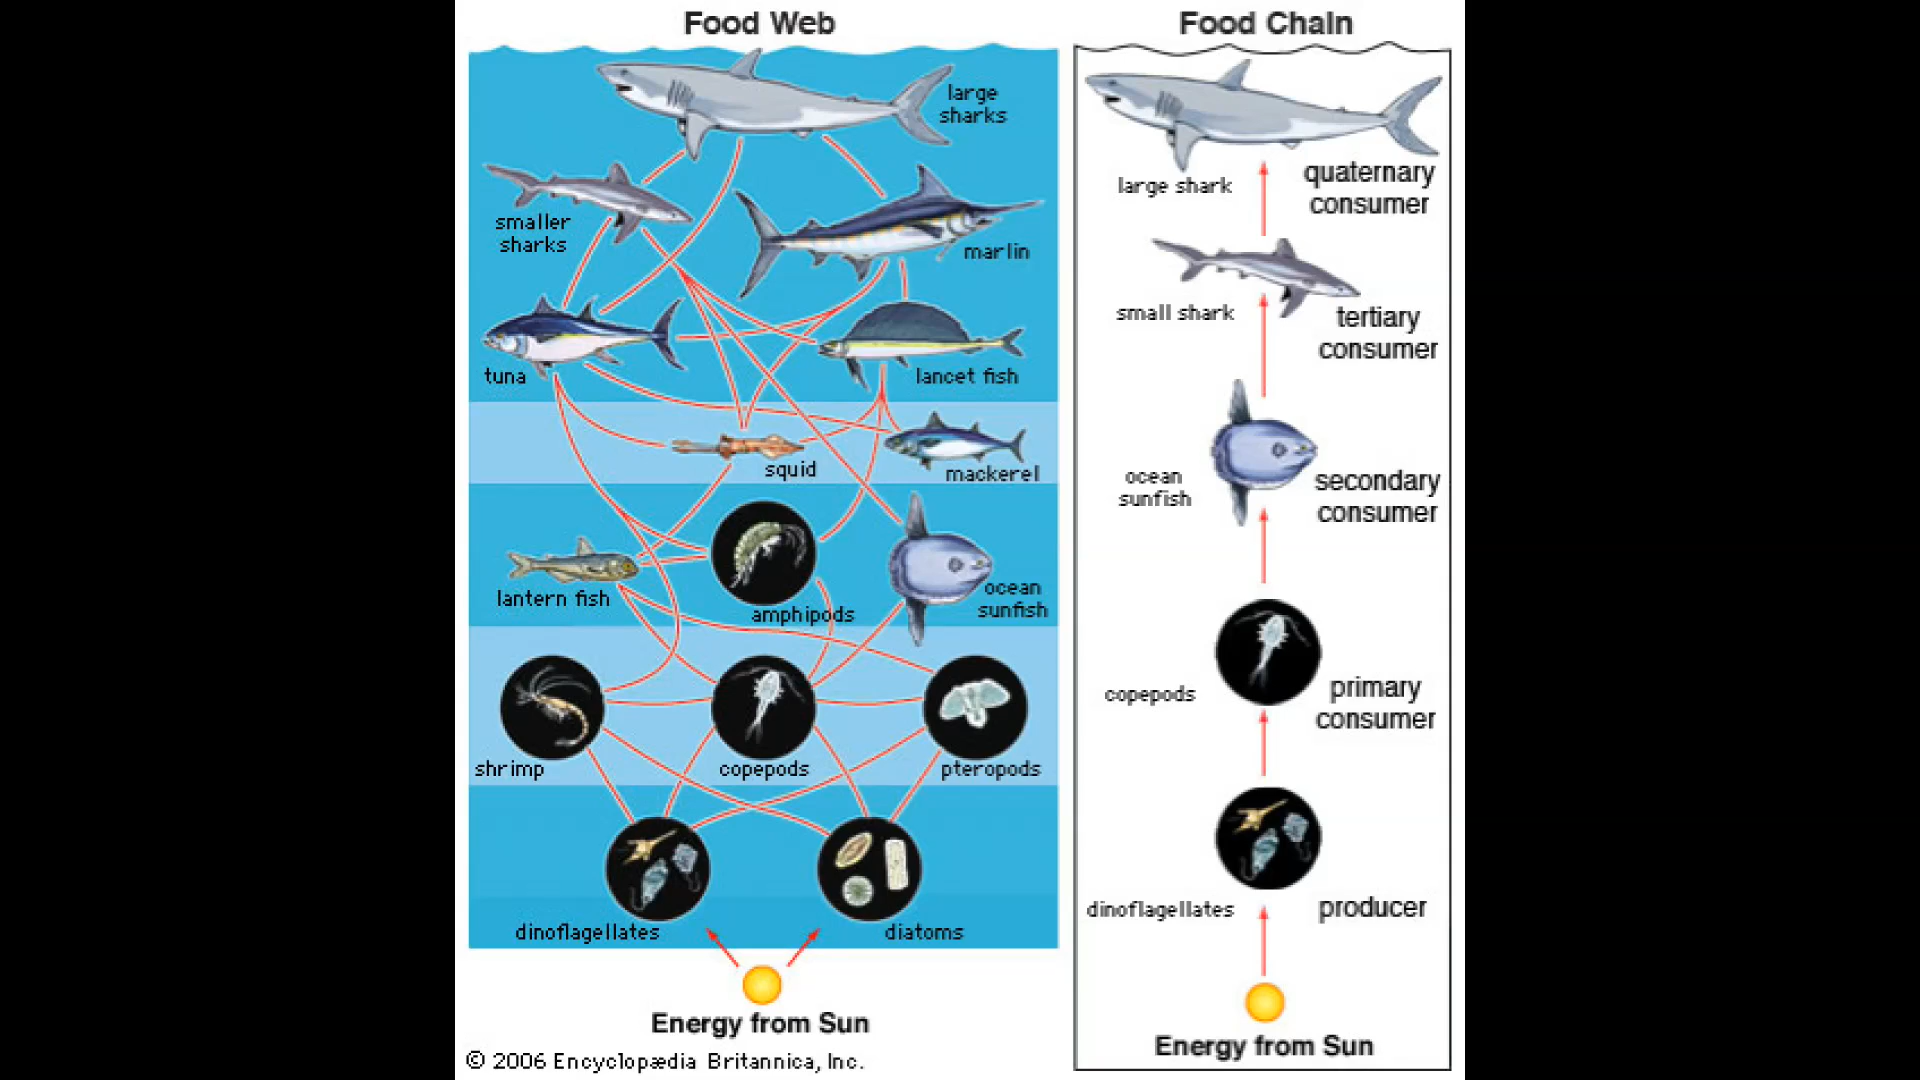 Food Web
large
sharks
smaller
sharks
marlin
tuna
lancet fish
squid
mackerel
lantern fish
amphipods
ocean
sunfish
shrimp
copepods
pteropods
dinoflagellates
diatoms
Energy from Sun
© 2006 Encyclopædia Britannica, Inc.
Food Chain
large shark
quaternary
consumer
small shark
tertiary
consumer
ocean
sunfish
secondary
consumer
copepods
primary
consumer
dinoflagellates
producer
Energy from Sun